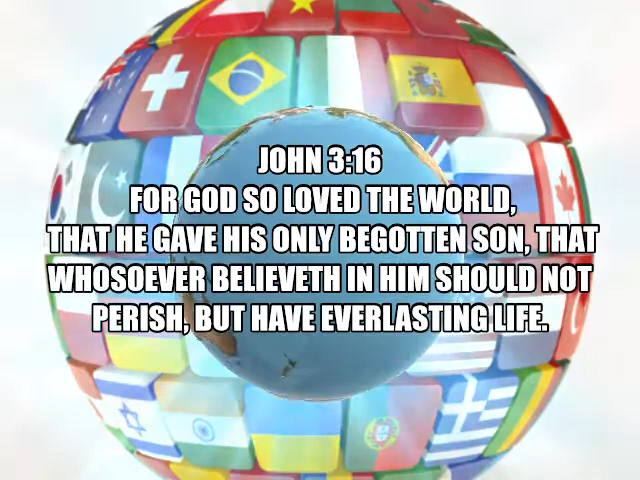 JOHN 3:16
FOR GOD SO LOVED THE WORLD,
THAT HE GAVE HIS ONLY BEGOTTEN SON, THAT
WHOSOEVER BELIEVETH IN HIM SHOULD NOT
PERISH, BUT HAVE EVERLASTING LIFE.